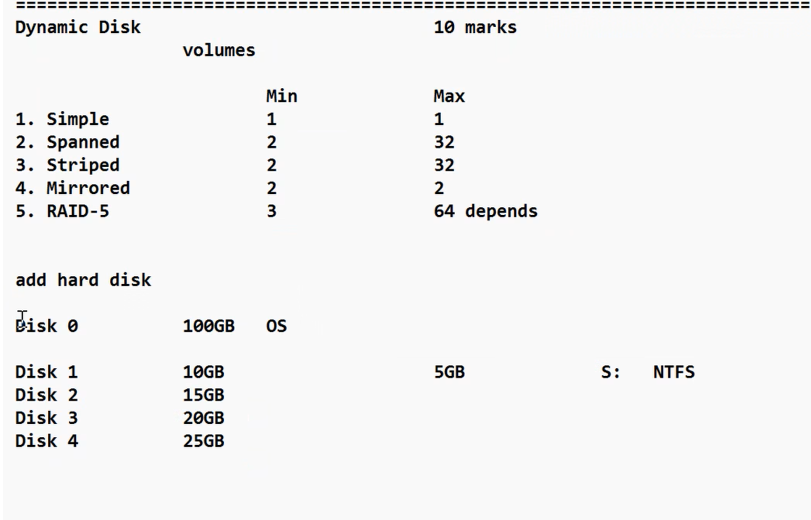 ================================================================================
Dynamic Disk 10 marks
volumes
Min Max
1. Simple 1 1
2. Spanned 2 32
3. Striped 2 32
4. Mirrored 2 2
5. RAID-5 3 64 depends
add hard disk
Disk 0 100GB OS
Disk 1 10GB 5GB S: NTFS
Disk 2 15GB
Disk 3 20GB
Disk 4 25GB